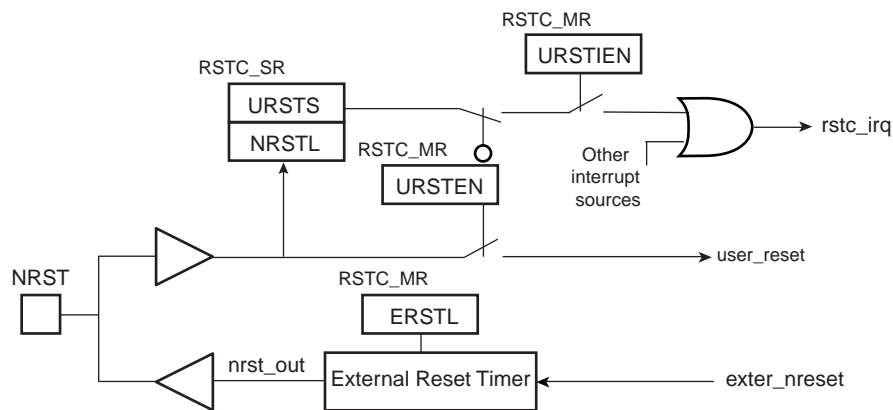 RSTC_MR
URSTIEN
RSTC_SR
URSTS
NRSTL
rstc_irq
RSTC_MR
URSTEN
Other
interrupt
sources
user_reset
NRST
RSTC_MR
ERSTL
nrst_out
External Reset Timer
exter_nreset